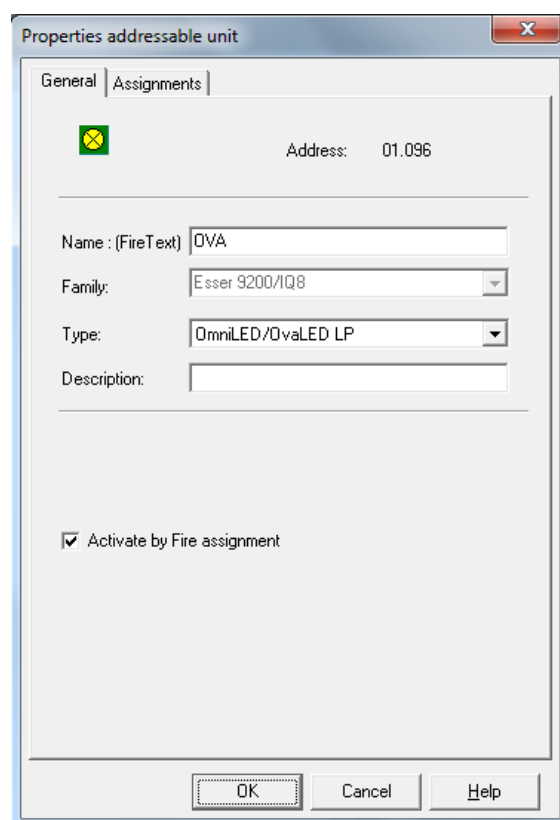 Properties addressable unit
General Assignments
Address: 01.096
Name : (FireText) OVA
Family: Esser 9200/IQ8
Type: OmniLED/OvaLED LP
Description:
Activate by Fire assignment
OK Cancel Help